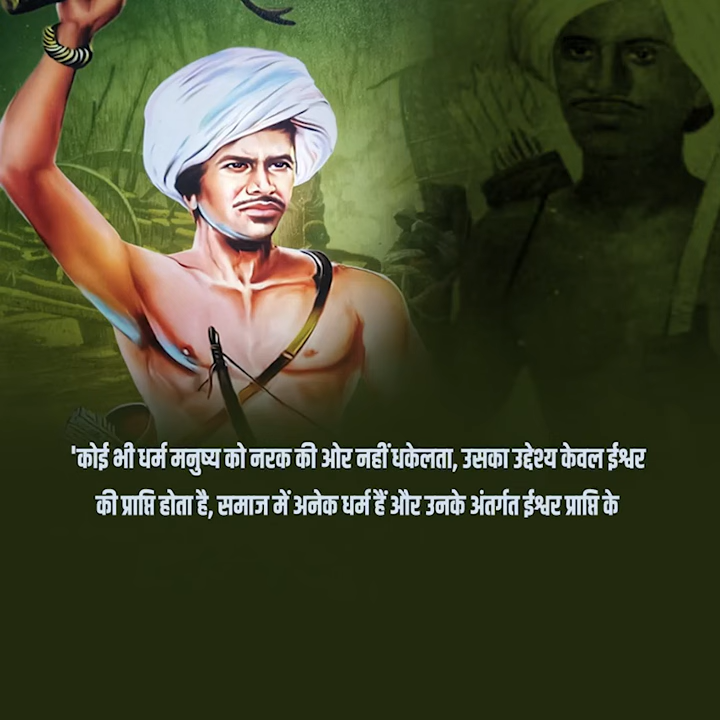 'कोई भी धर्म मनुष्य को नरक की ओर नहीं धकेलता, उसका उद्देश्य केवल ईश्वर
की प्राप्ति होता है, समाज में अनेक धर्म हैं और उनके अंतर्गत ईश्वर प्राप्ति के